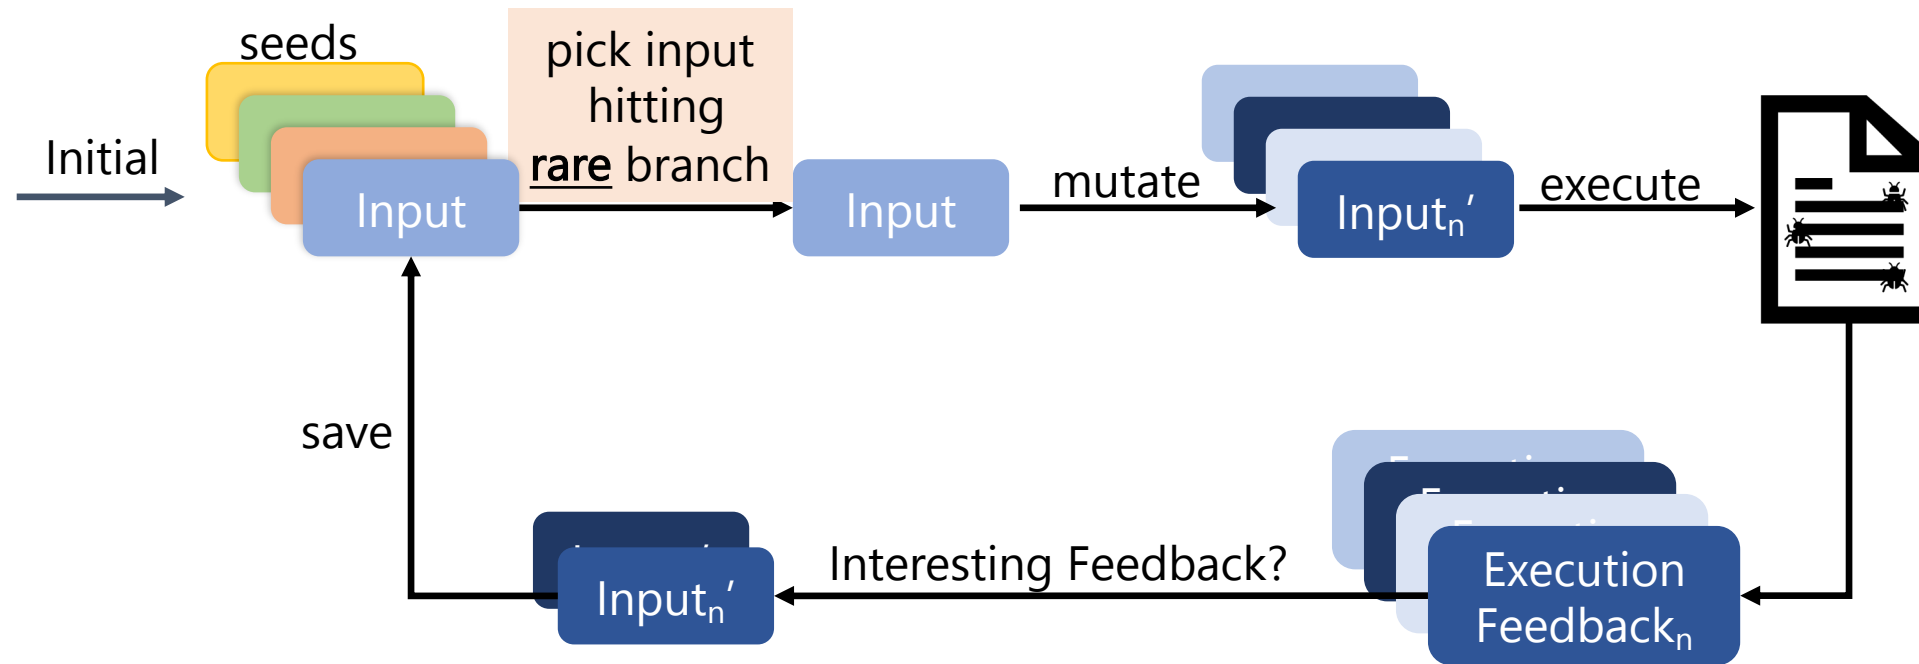 seeds
Initial
Input
pick input
hitting
rare branch
Input
mutate
Inputn′
execute
save
Inputn′
Interesting Feedback?
Execution
Feedbackn